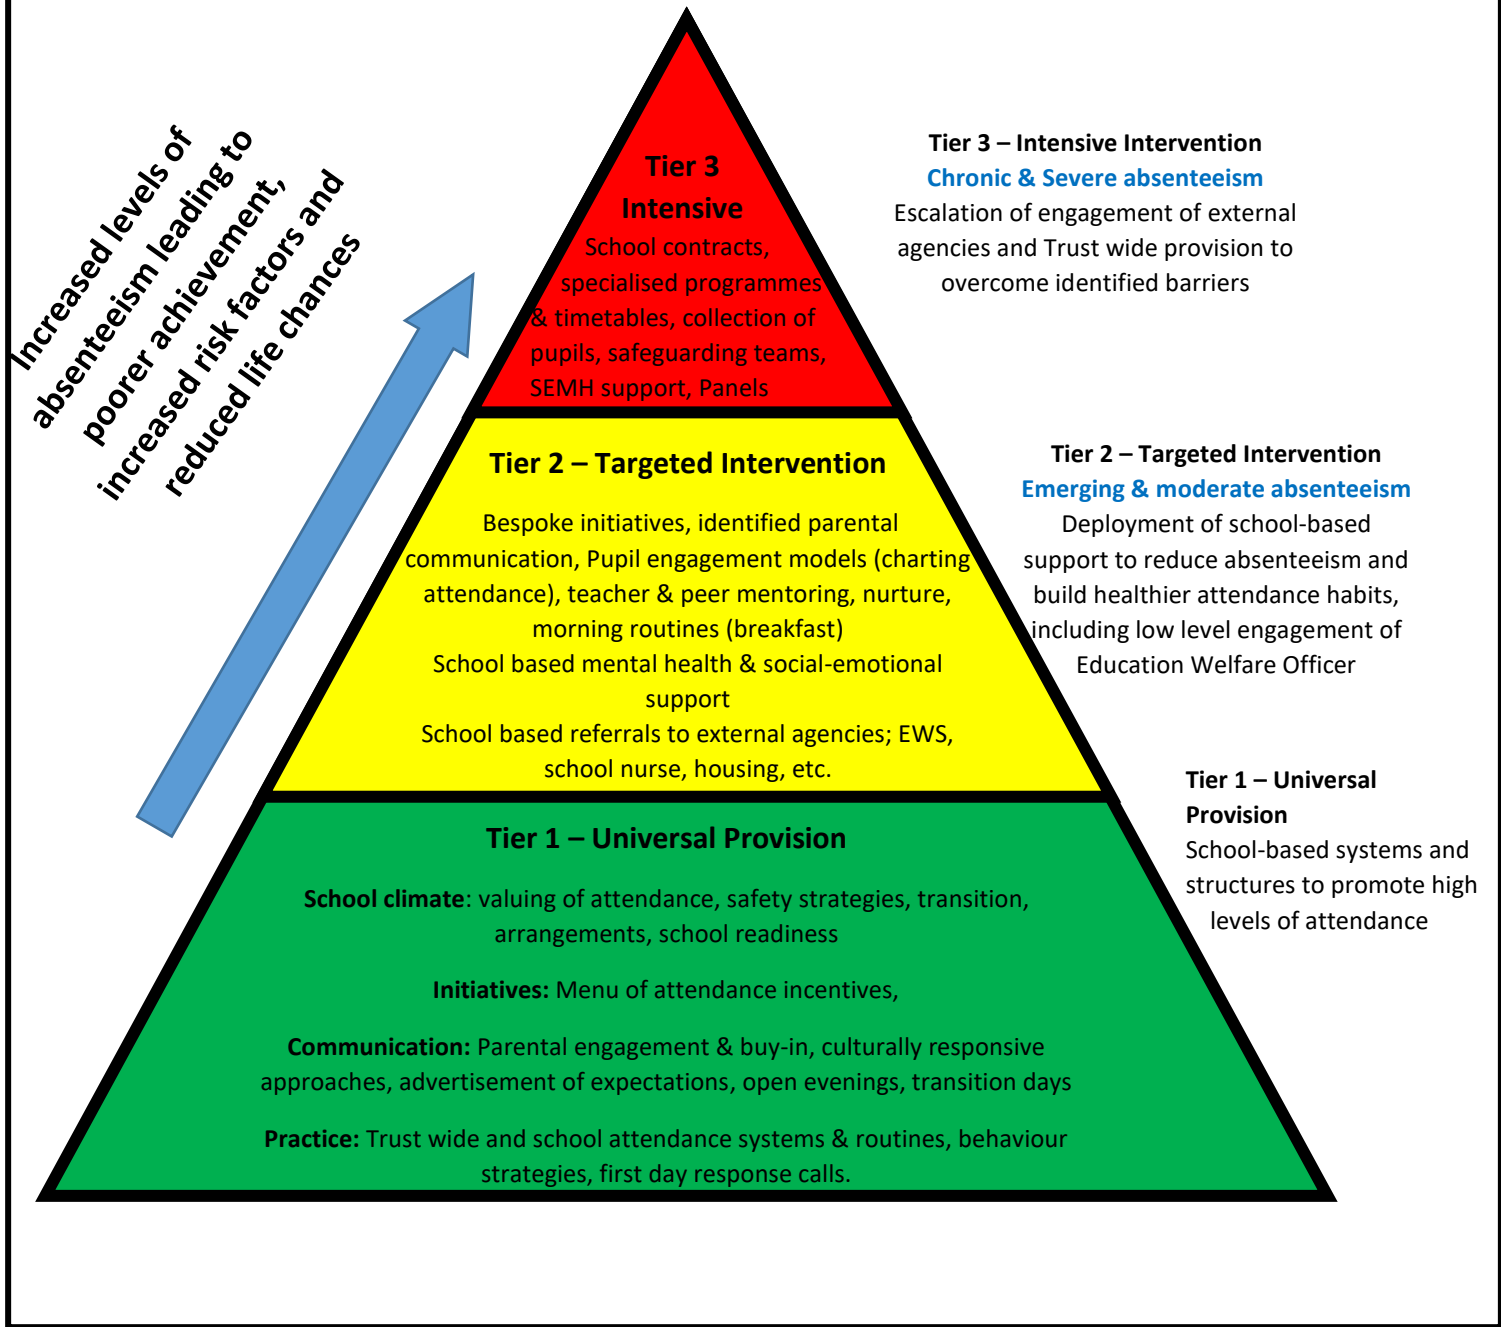 Increased levels of
absenteeism leading to
poorer achievement,
increased risk factors and
reduced life chances
Tier 3
Intensive
School contracts,
specialised programmes
& timetables, collection of
pupils, safeguarding teams,
SEMH support, Panels
Tier 3 – Intensive Intervention
Chronic & Severe absenteeism
Escalation of engagement of external
agencies and Trust wide provision to
overcome identified barriers
Tier 2 – Targeted Intervention
Bespoke initiatives, identified parental
communication, Pupil engagement models (charting
attendance), teacher & peer mentoring, nurture,
morning routines (breakfast)
School based mental health & social-emotional
support
School based referrals to external agencies; EWS,
school nurse, housing, etc.
Tier 2 – Targeted Intervention
Emerging & moderate absenteeism
Deployment of school-based
support to reduce absenteeism and
build healthier attendance habits,
including low level engagement of
Education Welfare Officer
Tier 1 – Universal Provision
School climate: valuing of attendance, safety strategies, transition,
arrangements, school readiness
Initiatives: Menu of attendance incentives,
Communication: Parental engagement & buy-in, culturally responsive
approaches, advertisement of expectations, open evenings, transition days
Practice: Trust wide and school attendance systems & routines, behaviour
strategies, first day response calls.
Tier 1 – Universal
Provision
School-based systems and
structures to promote high
levels of attendance